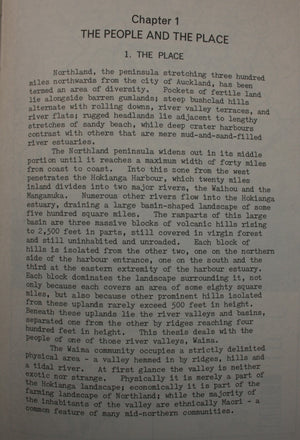 Chapter 1
THE PEOPLE AND THE PLACE
1. THE PLACE
Northland, the peninsula stretching three hundred
miles northwards from the city of Auckland, has been
termed an area of diversity. Pockets of fertile land
lie alongside barren gumlands; steep bushclad hills
alternate with rolling downs, river valley terraces, and
river flats; rugged headlands lie adjacent to lengthy
stretches of sandy beach, while deep crater harbours
contrast with others that are mere mud-and-sand-filled
river estuaries.
The Northland peninsula widens out in its middle
portion until it reaches a maximum width of forty miles
from coast to coast. Into this zone from the west
penetrates the Hokianga Harbour, which twenty miles
inland divides into two major rivers, the Waihou and the
Mangamuka. Numerous other rivers flow into the Hokianga
estuary, draining a large basin-shaped landscape of some
five hundred square miles. The ramparts of this large
basin are three massive blocks of volcanic hills rising
to 2,500 feet in parts, still covered in virgin forest
and still uninhabited and unroaded. Each block of
hills is isolated from the other two, one on the northern
side of the harbour entrance, one on the south and the
third at the eastern extremity of the harbour estuary.
Each block dominates the landscape surrounding it, not
only because each covers an area of some eighty square
miles, but also because other prominent hills isolated
from these uplands rarely exceed 500 feet in height.
Beneath these uplands lie the river valleys and basins,
separated one from the other by ridges reaching four
hundred feet in height. This thesis deals with the
people of one of those river valleys, Waima.
The Waima community occupies a strictly delimited
physical area - a valley hemmed in by ridges, hills and
a tidal river. At first glance the valley is neither
exotic nor strange. Physically it is merely a part of
the Hokianga landscape; economically it is part of the
farming landscape of Northland; while the majority of
the inhabitants of the valley are ethnically Maori - a
common feature of many mid-northern communities.